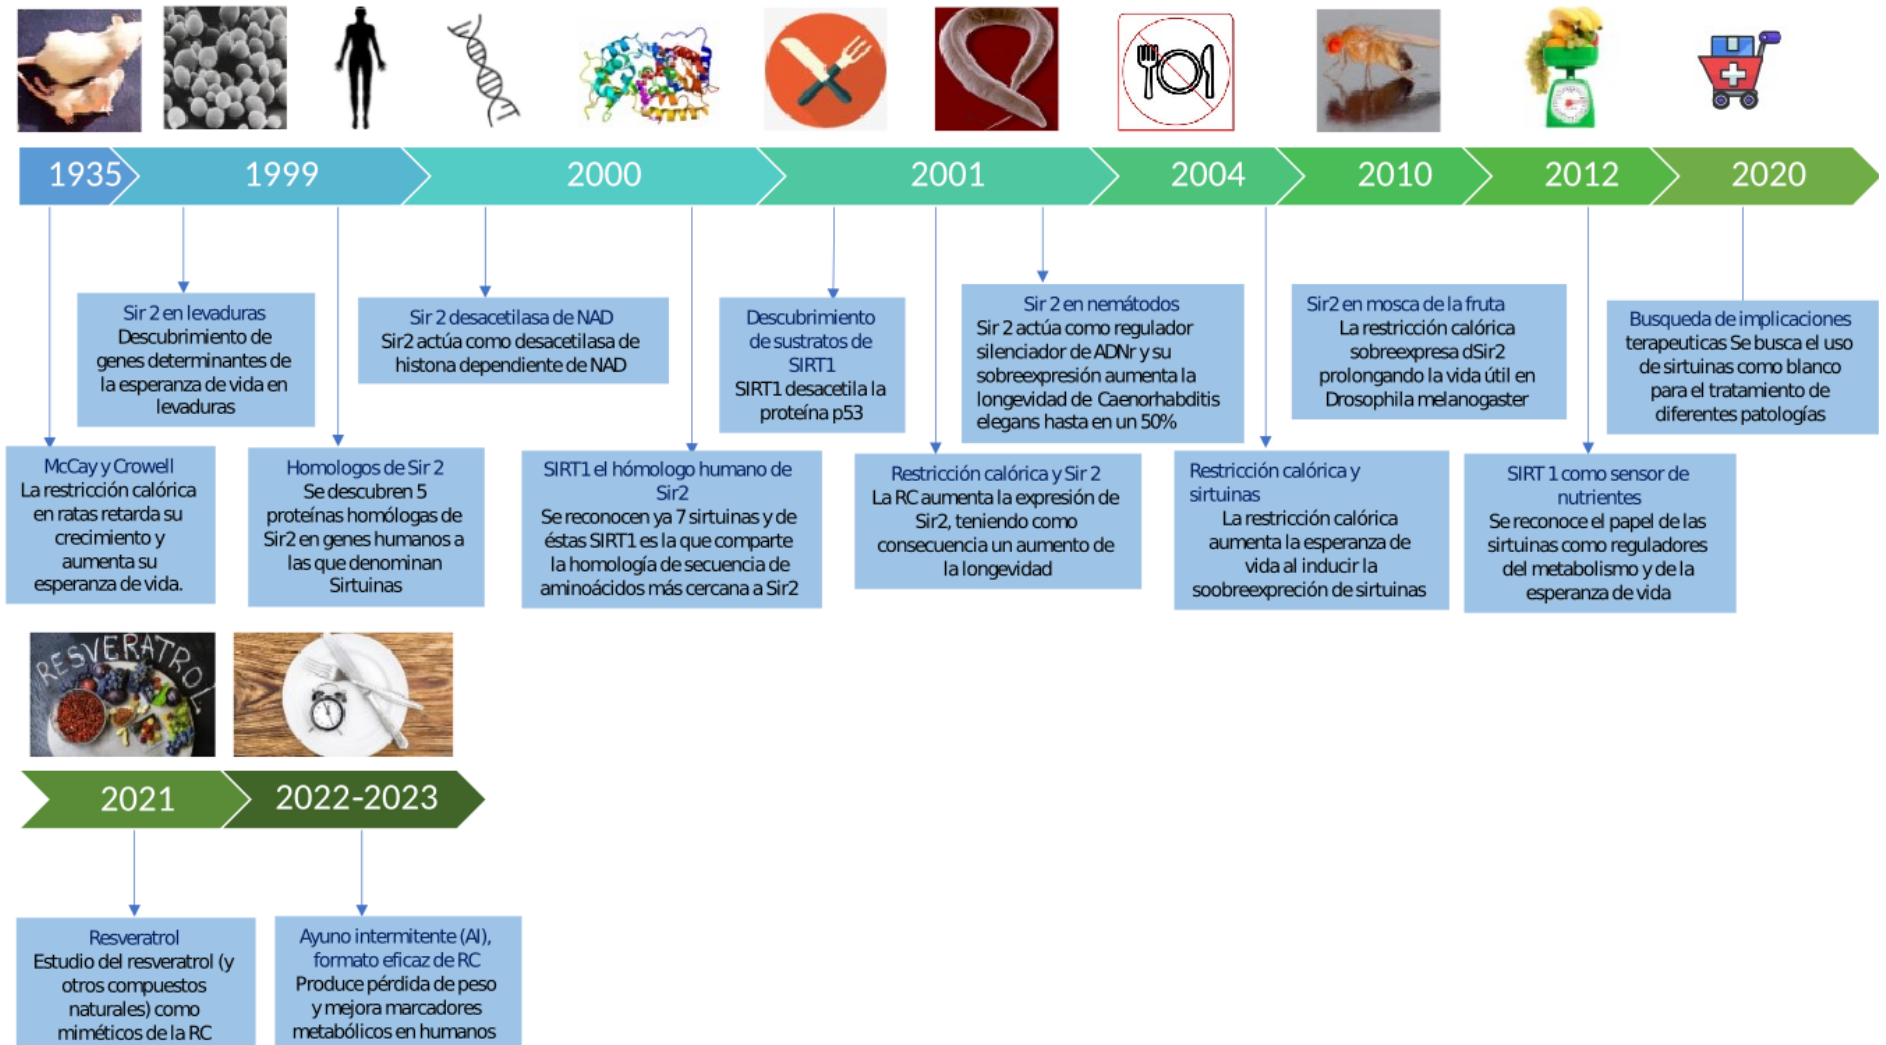 1935
1999
2000
2001
2004
2010
2012
2020
Sir 2 en levaduras
Descubrimiento de
genes determinantes de
la esperanza de vida en
levaduras
Sir 2 desacetilasa de NAD
Sir2 actúa como desacetilasa de
histona dependiente de NAD
Descubrimiento
de sustratos de
SIRT1
SIRT1 desacetila la
proteína p53
Sir 2 en nemátodos
Sir 2 actúa como regulador
silenciador de ADNr y su
sobreexpresión aumenta la
longevidad de Caenorhabditis
elegans hasta en un 50%
Sir2 en mosca de la fruta
La restricción calórica
sobreexpresa dSir2
prolongando la vida útil en
Drosophila melanogaster
Busqueda de implicaciones
terapeuticas Se busca el uso
de sirtuinas como blanco
para el tratamiento de
diferentes patologías
McCay y Crowell
La restricción calórica
en ratas retarda su
crecimiento y
aumenta su
esperanza de vida.
Homologos de Sir 2
Se descubren 5
proteínas homólogas de
Sir2 en genes humanos a
las que denominan
Sirtuinas
SIRT1 el hómologo humano de
Sir2
Se reconocen ya 7 sirtuinas y de
éstas SIRT1 es la que comparte
la homología de secuencia de
aminoácidos más cercana a Sir2
Restricción calórica y Sir 2
La RC aumenta la expresión de
Sir2, teniendo como
consecuencia un aumento de
la longevidad
Restricción calórica y
sirtuinas
La restricción calórica
aumenta la esperanza de
vida al inducir la
soobreexpreción de sirtuinas
SIRT 1 como sensor de
nutrientes
Se reconoce el papel de las
sirtuinas como reguladores
del metabolismo y de la
esperanza de vida
RESVERATROL
2021
2022-2023
Resveratrol
Estudio del resveratrol (y
otros compuestos
naturales) como
miméticos de la RC
Ayuno intermitente (AI),
formato eficaz de RC
Produce pérdida de peso
y mejora marcadores
metabólicos en humanos